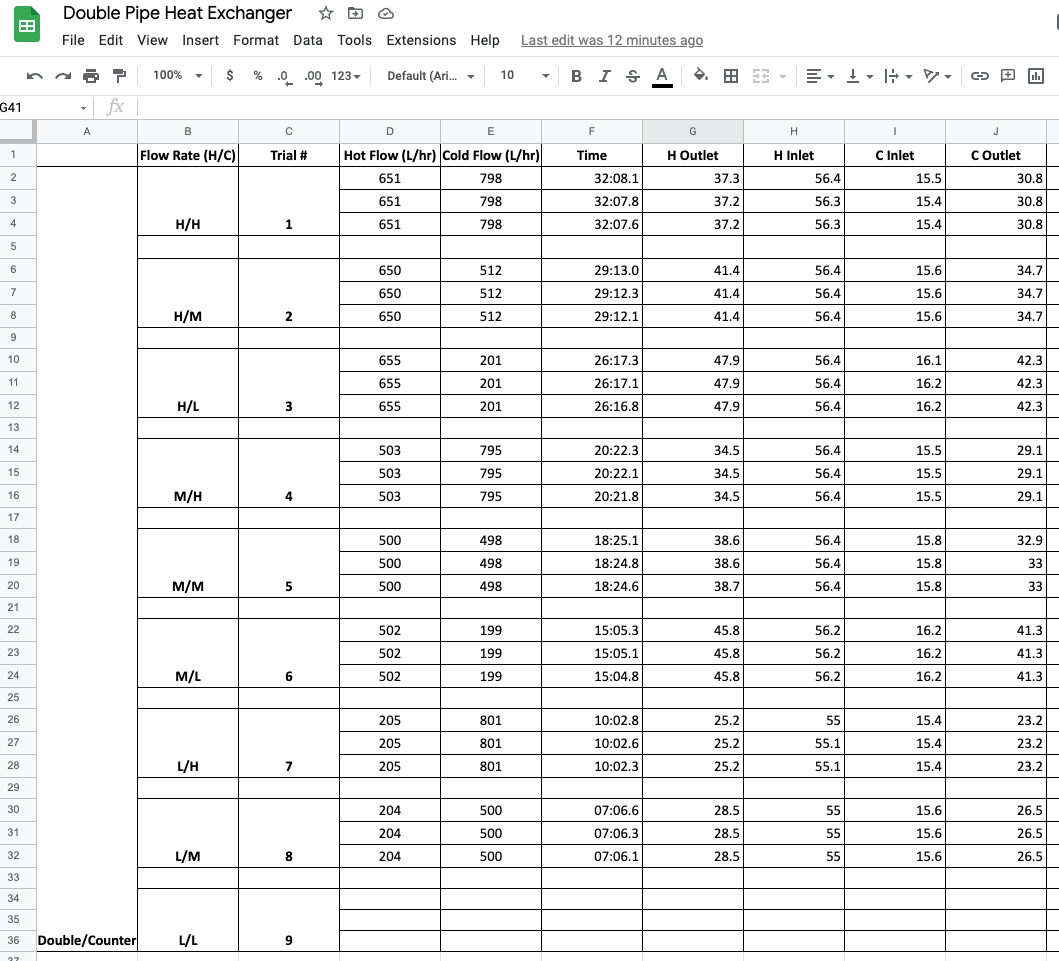 Double Pipe Heat Exchanger
File Edit View Insert Format Data Tools Extensions Help Last edit was 12 minutes ago
100% $ % .0 .00 123 Default (Ari... 10 B I S A
G41 fx
A B C D E F G H I J
1 Flow Rate (H/C) Trial # Hot Flow (L/hr) Cold Flow (L/hr) Time H Outlet H Inlet C Inlet C Outlet
2 651 798 32:08.1 37.3 56.4 15.5 30.8
3 651 798 32:07.8 37.2 56.3 15.4 30.8
4 H/H 1 651 798 32:07.6 37.2 56.3 15.4 30.8
5
6 650 512 29:13.0 41.4 56.4 15.6 34.7
7 650 512 29:12.3 41.4 56.4 15.6 34.7
8 H/M 2 650 512 29:12.1 41.4 56.4 15.6 34.7
9
10 655 201 26:17.3 47.9 56.4 16.1 42.3
11 655 201 26:17.1 47.9 56.4 16.2 42.3
12 H/L 3 655 201 26:16.8 47.9 56.4 16.2 42.3
13
14 503 795 20:22.3 34.5 56.4 15.5 29.1
15 503 795 20:22.1 34.5 56.4 15.5 29.1
16 M/H 4 503 795 20:21.8 34.5 56.4 15.5 29.1
17
18 500 498 18:25.1 38.6 56.4 15.8 32.9
19 500 498 18:24.8 38.6 56.4 15.8 33
20 M/M 5 500 498 18:24.6 38.7 56.4 15.8 33
21
22 502 199 15:05.3 45.8 56.2 16.2 41.3
23 502 199 15:05.1 45.8 56.2 16.2 41.3
24 M/L 6 502 199 15:04.8 45.8 56.2 16.2 41.3
25
26 205 801 10:02.8 25.2 55 15.4 23.2
27 205 801 10:02.6 25.2 55.1 15.4 23.2
28 L/H 7 205 801 10:02.3 25.2 55.1 15.4 23.2
29
30 204 500 07:06.6 28.5 55 15.6 26.5
31 204 500 07:06.3 28.5 55 15.6 26.5
32 L/M 8 204 500 07:06.1 28.5 55 15.6 26.5
33
34
35
36 Double/Counter L/L 9
37